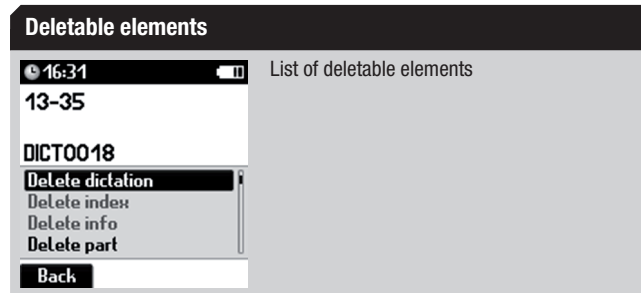 Deletable elements
16:31
List of deletable elements
13-35
DICT0018
Delete dictation
Delete index
Delete info
Delete part
Back